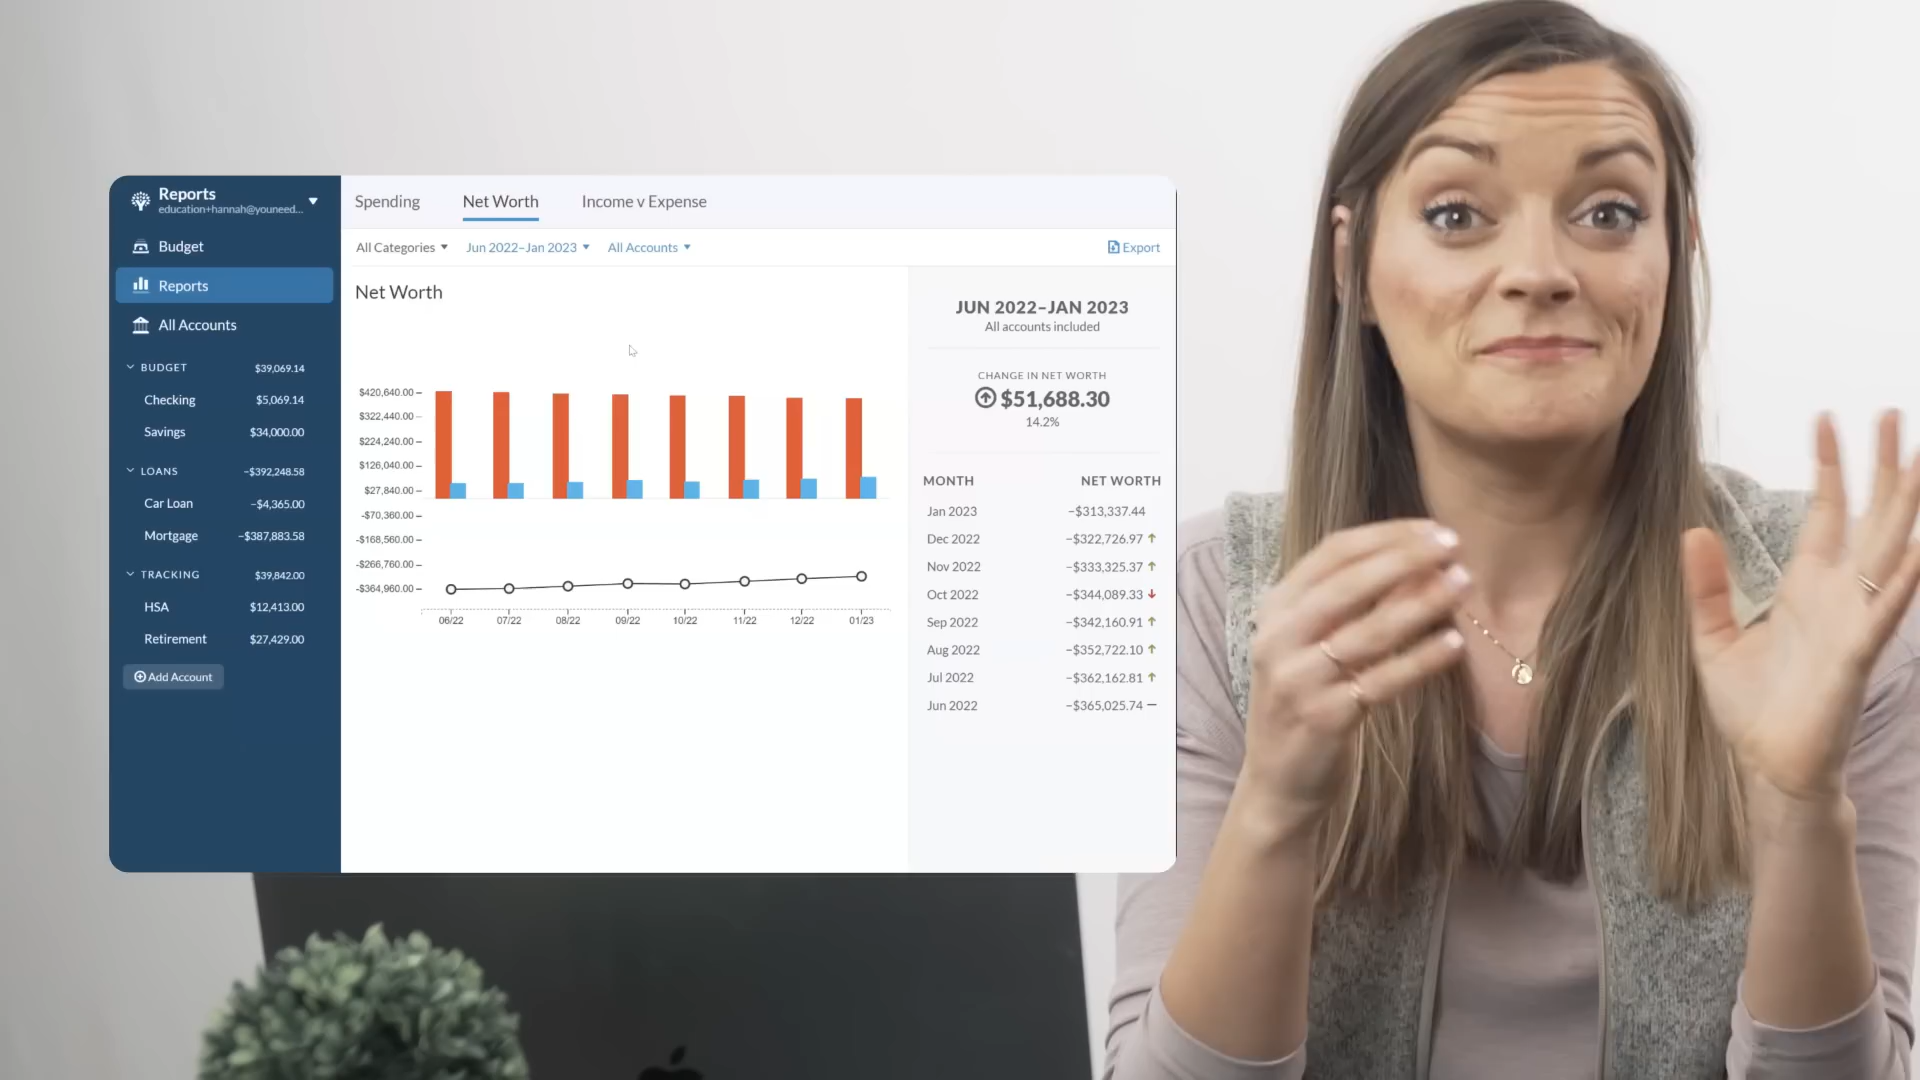 Reports
education+hannah@youneed...
Budget
Reports
All Accounts
BUDGET $39,069.14
Checking $5,069.14
Savings $34,000.00
LOANS −$392,248.58
Car Loan −$4,365.00
Mortgage −$387,883.58
TRACKING $39,842.00
HSA $12,413.00
Retirement $27,429.00
Add Account
Spending Net Worth Income v Expense
All Categories Jun 2022–Jan 2023 All Accounts Export
Net Worth
$420,640.00
$322,440.00
$224,240.00
$126,040.00
$27,840.00
-$70,360.00
-$168,560.00
-$266,760.00
-$364,960.00
06/22 07/22 08/22 09/22 10/22 11/22 12/22 01/23
JUN 2022–JAN 2023
All accounts included
CHANGE IN NET WORTH
$51,688.30
14.2%
MONTH NET WORTH
Jan 2023 −$313,337.44
Dec 2022 −$322,726.97
Nov 2022 −$333,325.37
Oct 2022 −$344,089.33
Sep 2022 −$342,160.91
Aug 2022 −$352,722.10
Jul 2022 −$362,162.81
Jun 2022 −$365,025.74